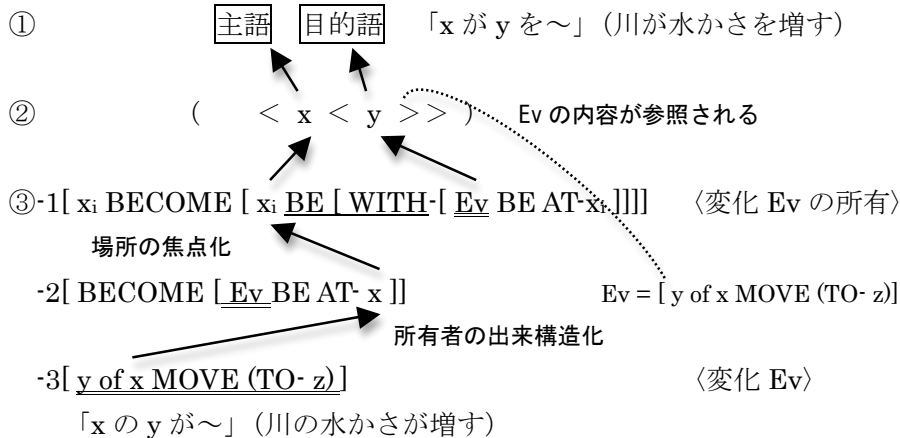 ① 主語 目的語 「x が y を~」(川が水かさを増す)
② ( < x < y >> ) Ev の内容が参照される
③-1[ xi BECOME [ xi BE [ WITH-[ Ev BE AT-xi ]]]] 〈変化 Ev の所有〉
場所の焦点化
-2[ BECOME [ Ev BE AT- x ]] Ev = [ y of x MOVE (TO- z)]
所有者の出来構造化
-3[ y of x MOVE (TO- z) ] 〈変化 Ev〉
「x の y が~」(川の水かさが増す)